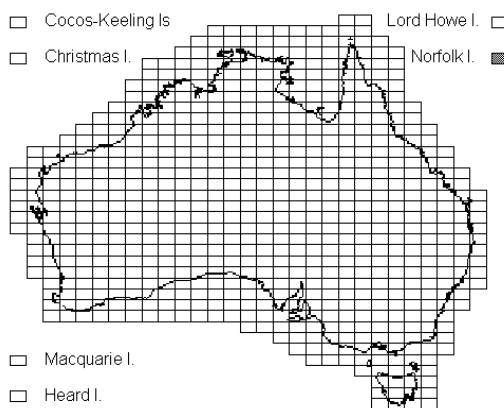 Cocos-Keeling Is
Lord Howe I.
Christmas I.
Norfolk I.
Macquarie I.
Heard I.